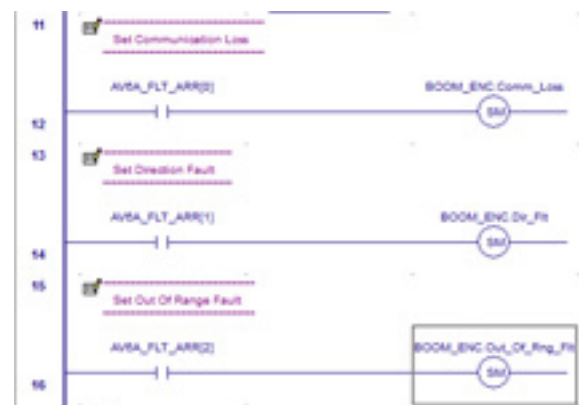 11
Set Communication Loss
AV6A_FLT_ARR[0] BOOM_ENC.Comm_Loss
SM
12
13
Set Direction Fault
AV6A_FLT_ARR[1] BOOM_ENC.Dir_Flt
SM
14
15
Set Out Of Range Fault
AV6A_FLT_ARR[2] BOOM_ENC.Out_Of_Rng_Flt
SM
16